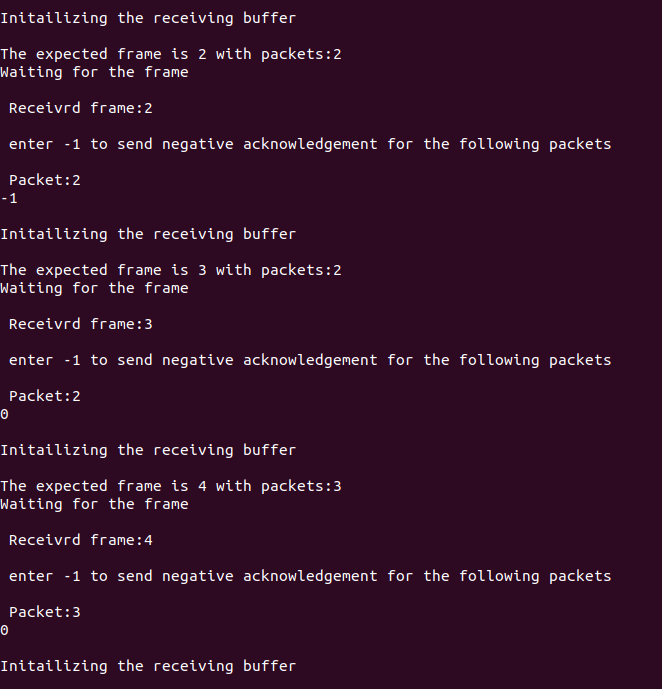 Initailizing the receiving buffer
The expected frame is 2 with packets:2
Waiting for the frame
Receivrd frame:2
enter -1 to send negative acknowledgement for the following packets
Packet:2
-1
Initailizing the receiving buffer
The expected frame is 3 with packets:2
Waiting for the frame
Receivrd frame:3
enter -1 to send negative acknowledgement for the following packets
Packet:2
0
Initailizing the receiving buffer
The expected frame is 4 with packets:3
Waiting for the frame
Receivrd frame:4
enter -1 to send negative acknowledgement for the following packets
Packet:3
0
Initailizing the receiving buffer